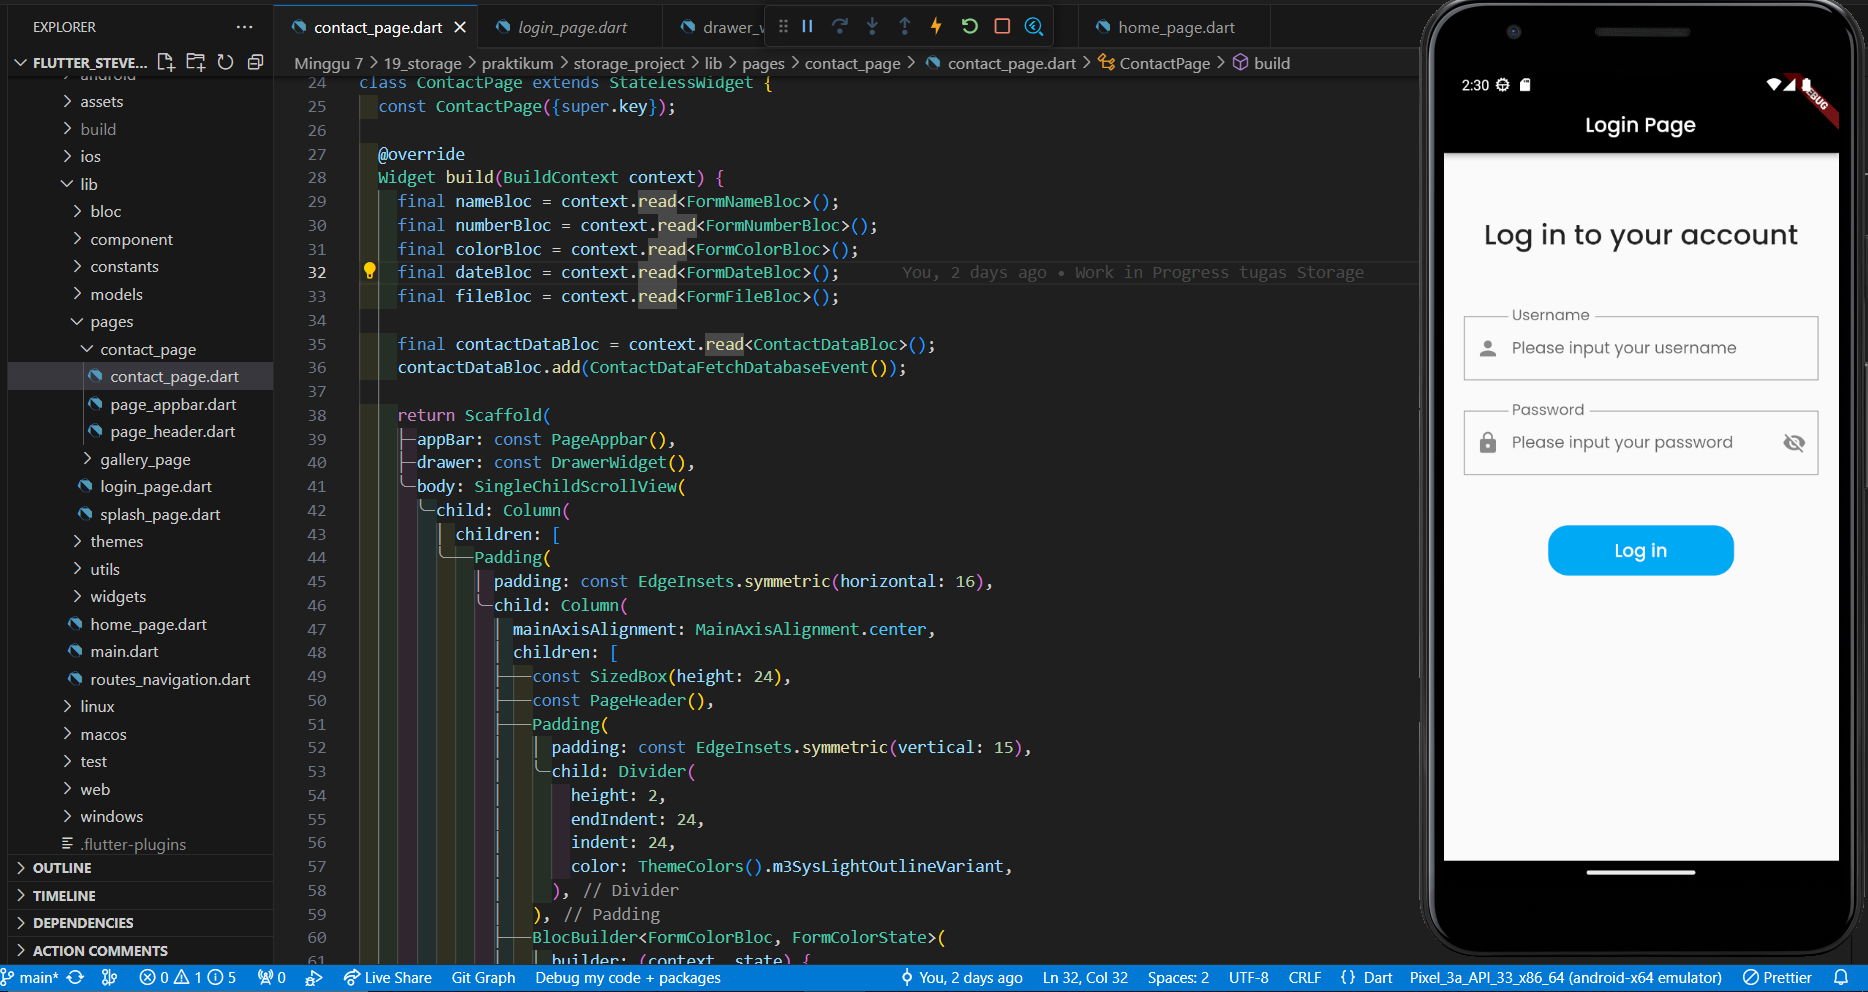 EXPLORER
FLUTTER_STEVE...
android
assets
build
ios
lib
bloc
component
constants
models
pages
contact_page
contact_page.dart
page_appbar.dart
page_header.dart
gallery_page
login_page.dart
splash_page.dart
themes
utils
widgets
home_page.dart
main.dart
routes_navigation.dart
linux
macos
test
web
windows
.flutter-plugins
OUTLINE
TIMELINE
DEPENDENCIES
ACTION COMMENTS
contact_page.dart
login_page.dart
drawer_w
home_page.dart
Minggu 7 > 19_storage > praktikum > storage_project > lib > pages > contact_page > contact_page.dart > ContactPage > build
24 class ContactPage extends StatelessWidget {
25 const ContactPage({super.key});
26
27 @override
28 Widget build(BuildContext context) {
29 final nameBloc = context.read<FormNameBloc>();
30 final numberBloc = context.read<FormNumberBloc>();
31 final colorBloc = context.read<FormColorBloc>();
32 final dateBloc = context.read<FormDateBloc>(); You, 2 days ago • Work in Progress tugas Storage
33 final fileBloc = context.read<FormFileBloc>();
34
35 final contactDataBloc = context.read<ContactDataBloc>();
36 contactDataBloc.add(ContactDataFetchDatabaseEvent());
37
38 return Scaffold(
39 appBar: const PageAppbar(),
40 drawer: const DrawerWidget(),
41 body: SingleChildScrollView(
42 child: Column(
43 children: [
44 Padding(
45 padding: const EdgeInsets.symmetric(horizontal: 16),
46 child: Column(
47 mainAxisAlignment: MainAxisAlignment.center,
48 children: [
49 const SizedBox(height: 24),
50 const PageHeader(),
51 Padding(
52 padding: const EdgeInsets.symmetric(vertical: 15),
53 child: Divider(
54 height: 2,
55 endIndent: 24,
56 indent: 24,
57 color: ThemeColors().m3SysLightOutlineVariant,
58 ), // Divider
59 ), // Padding
60 BlocBuilder<FormColorBloc, FormColorState>(
61 builder: (context, state) {
2:30
DEBUG
Login Page
Log in to your account
Username
Please input your username
Password
Please input your password
Log in
main* 0 1 5 0 Live Share Git Graph Debug my code + packages You, 2 days ago Ln 32, Col 32 Spaces: 2 UTF-8 CRLF {} Dart Pixel_3a_API_33_x86_64 (android-x64 emulator) Prettier